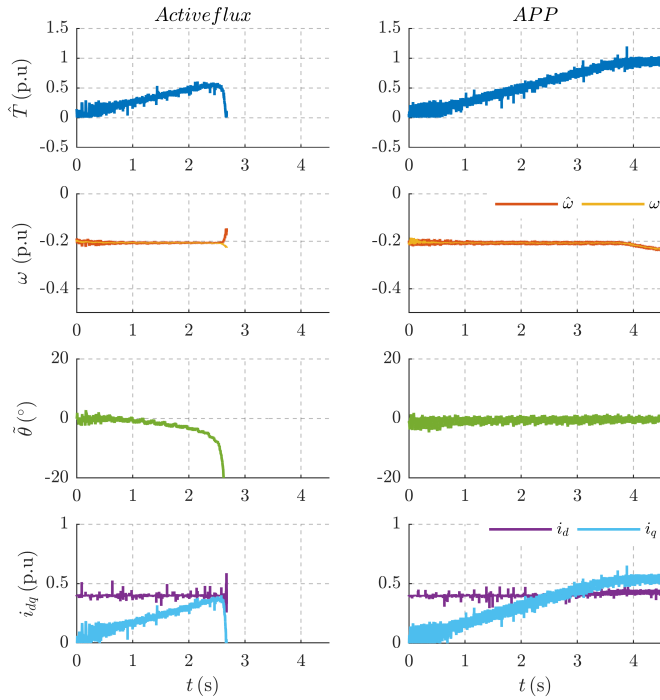 Activeflux APP
1.5 1.5
1 1
T̂ (p.u) 0.5 0.5
0 0
-0.5 -0.5
0 1 2 3 4 0 1 2 3 4
0 0
ω̂ ω
ω (p.u) -0.2 -0.2
-0.4 -0.4
0 1 2 3 4 0 1 2 3 4
20 20
θ̃ (°) 0 0
-20 -20
0 1 2 3 4 0 1 2 3 4
1 1
i_d i_q
i_dq (p.u) 0.5 0.5
0 0
0 1 2 3 4 0 1 2 3 4
t (s) t (s)